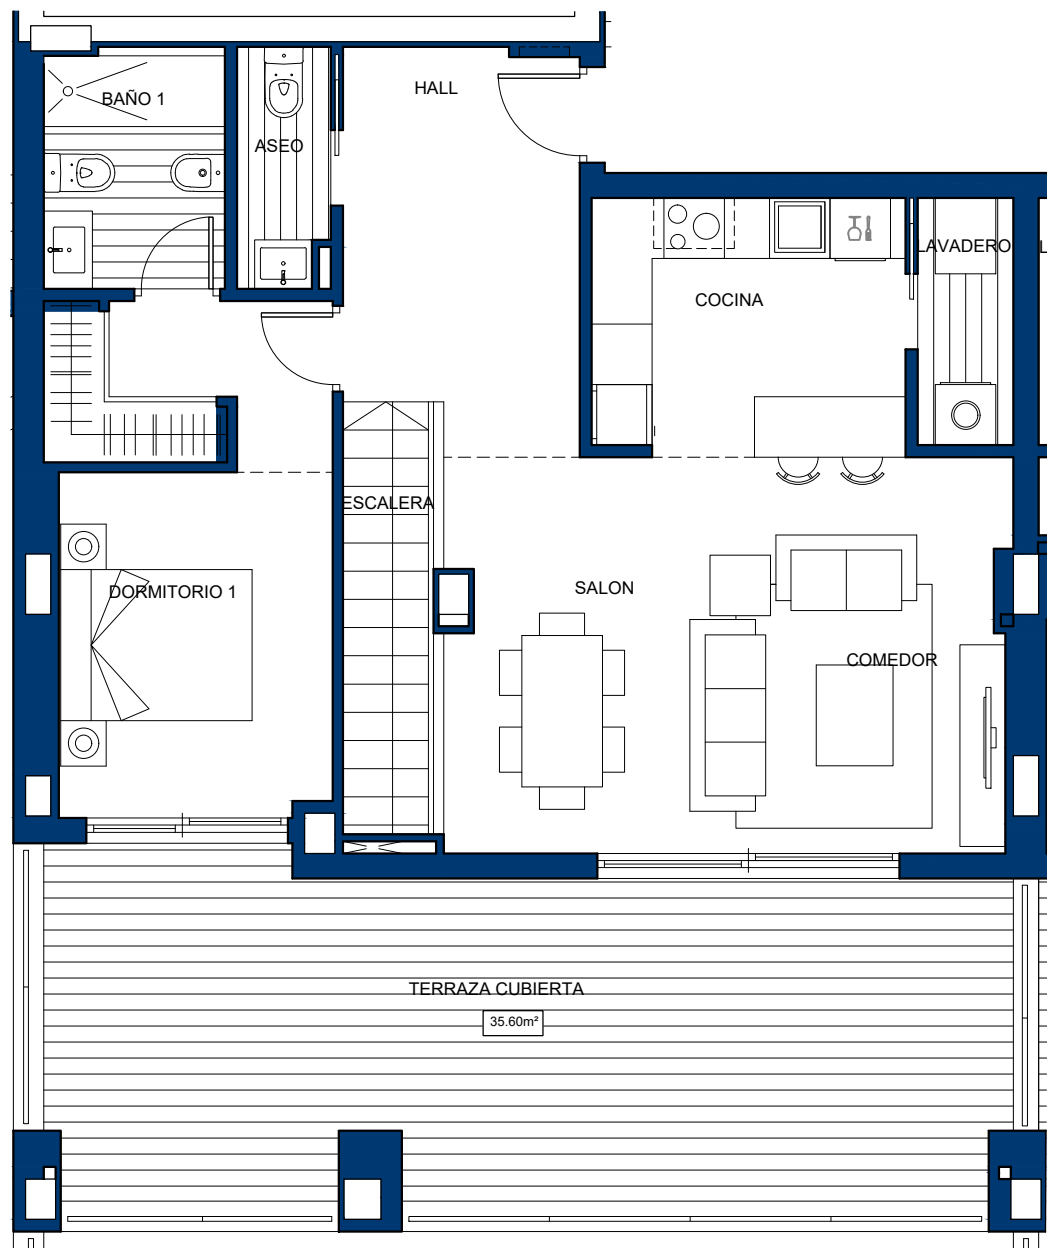 HALL
BAÑO 1
ASEO
LAVADERO
L
COCINA
ESCALERA
SALON
DORMITORIO 1
COMEDOR
TERRAZA CUBIERTA
35.60m²